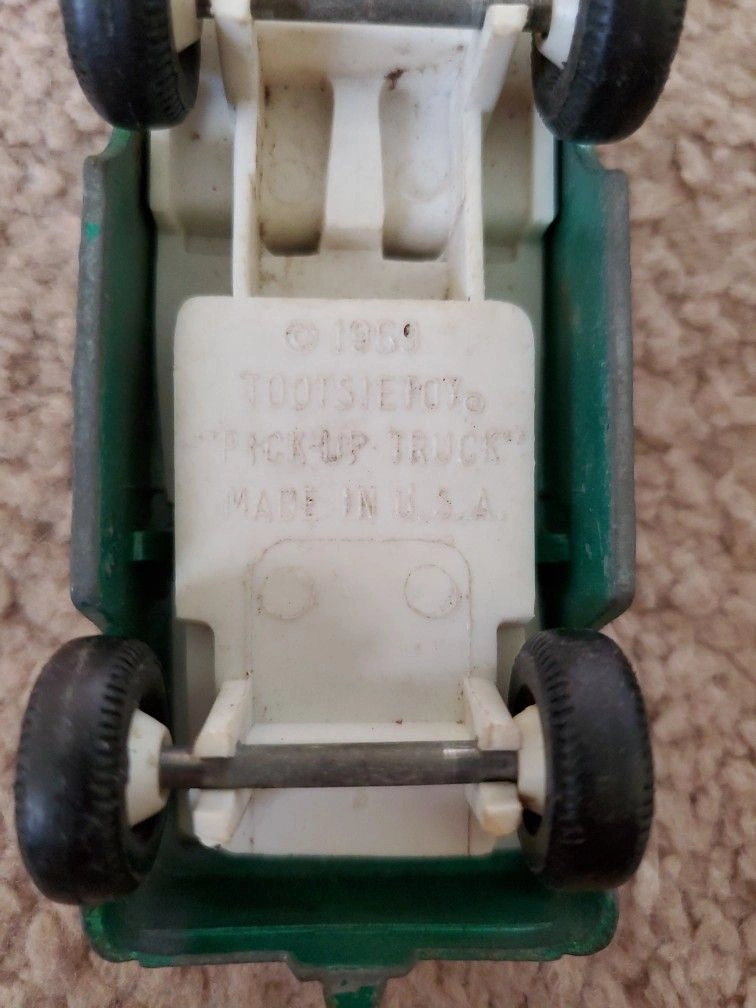 © 1969
TOOTSIETOY®
"PICK-UP TRUCK"
MADE IN U.S.A.